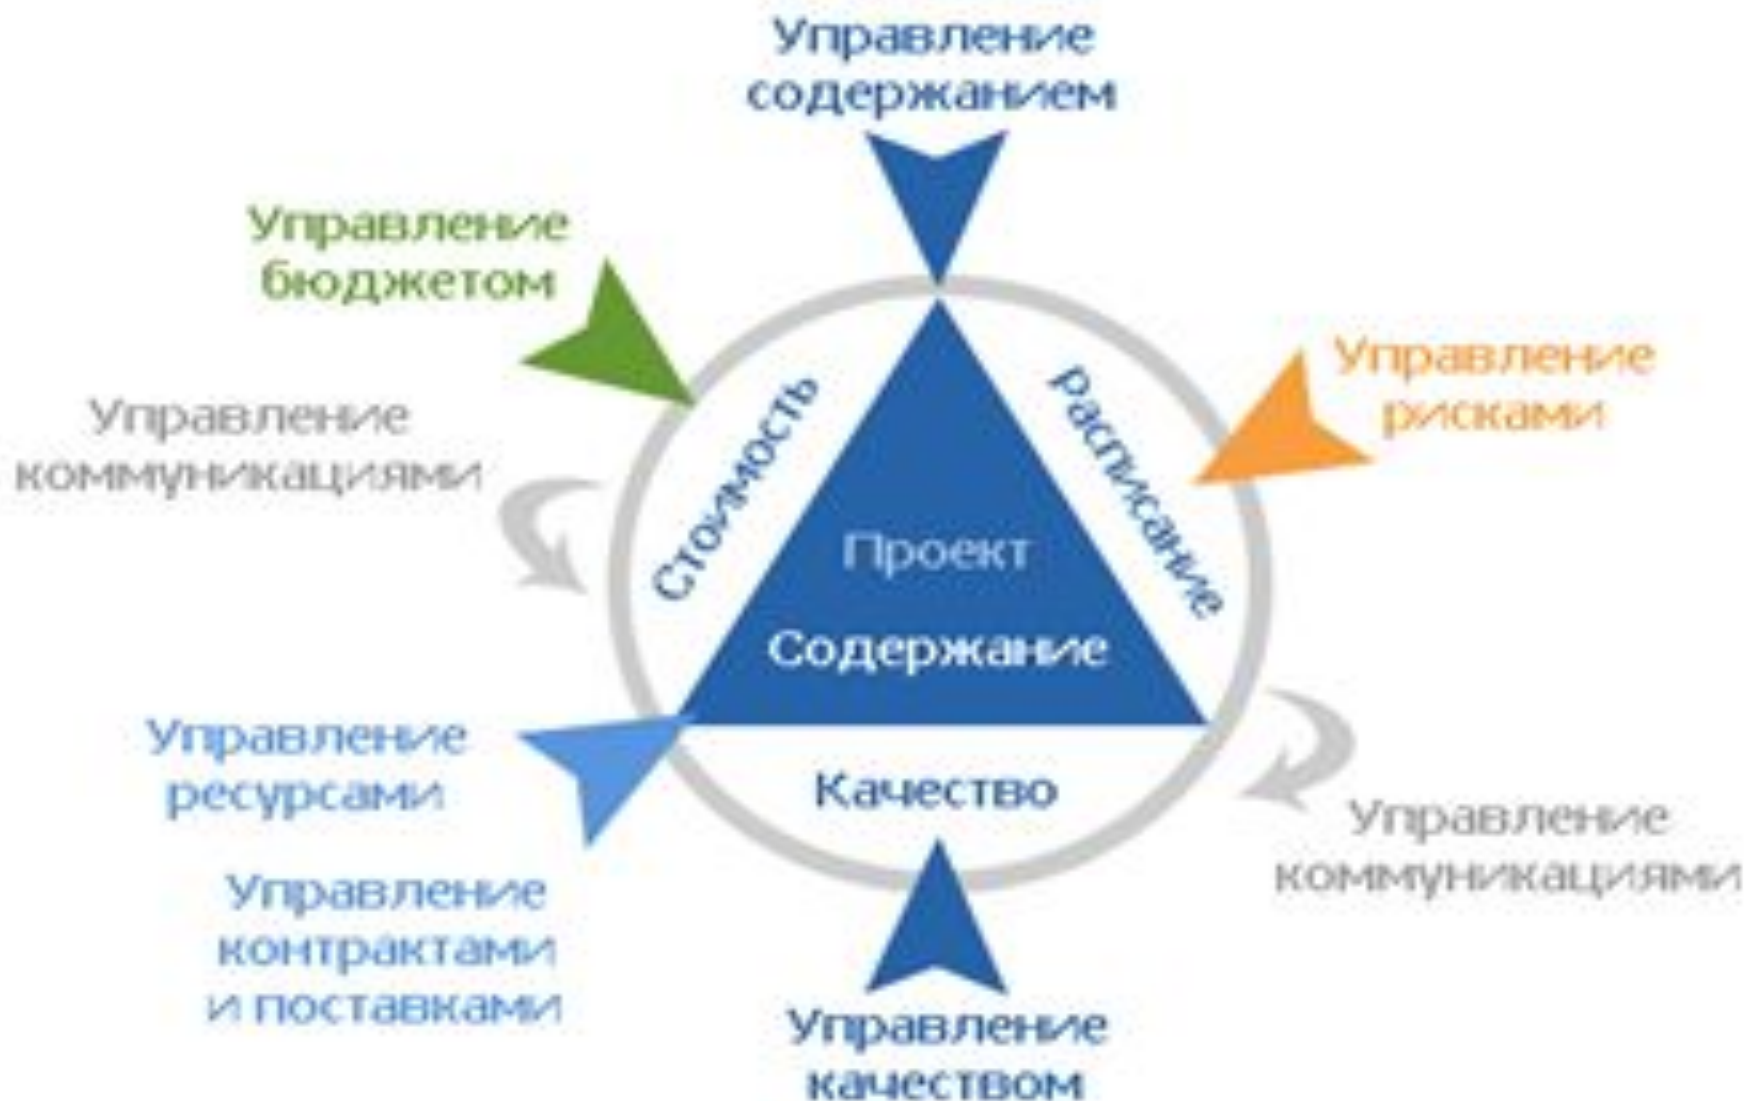 Управление
содержанием
Управление
бюджетом
Управление
рисками
Управление
коммуникациями
Стоимость
Расписание
Проект
Содержание
Управление
ресурсами
Качество
Управление
коммуникациями
Управление
контрактами
и поставками
Управление
качеством